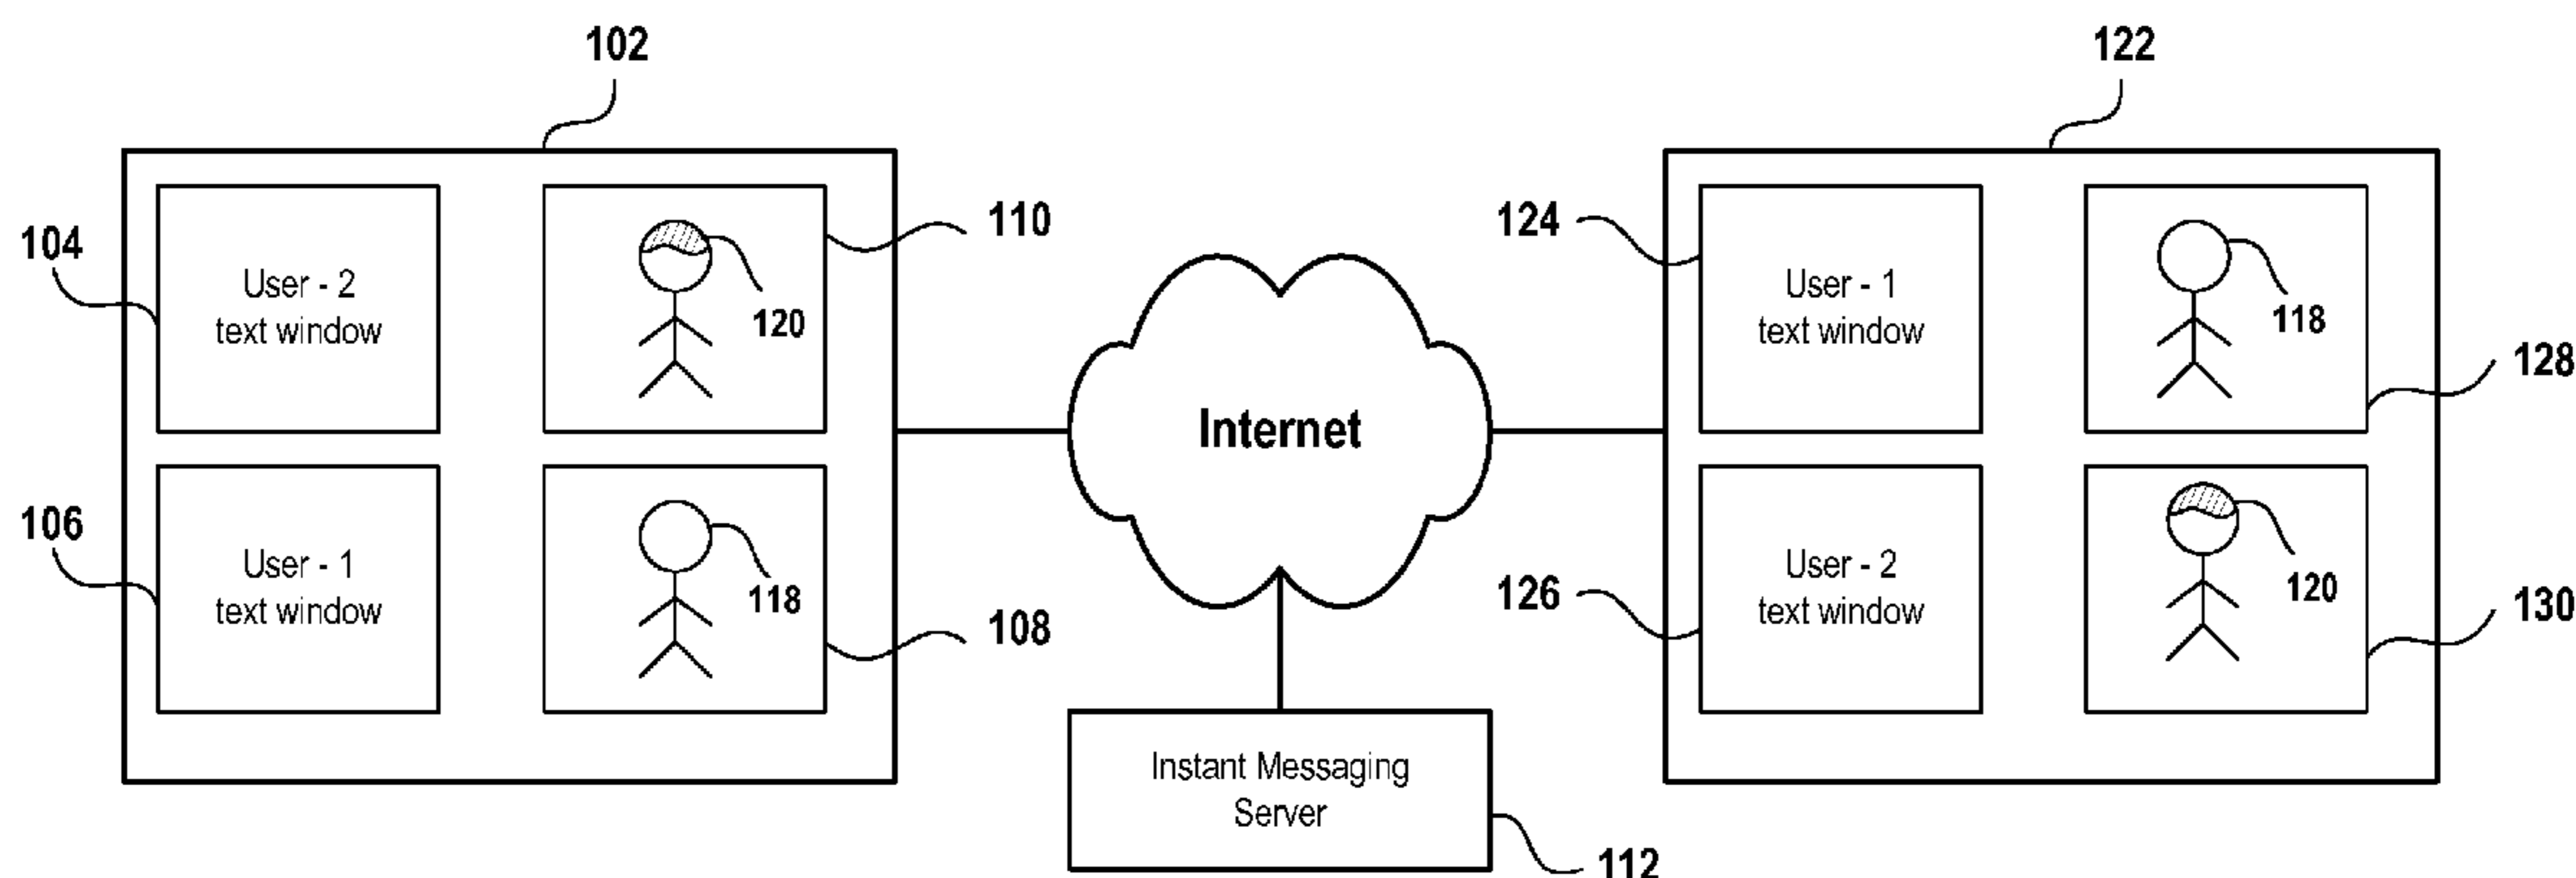 102
122
104
User - 2
text window
120
110
124
User - 1
text window
118
128
Internet
106
User - 1
text window
118
108
126
User - 2
text window
120
130
Instant Messaging
Server
112